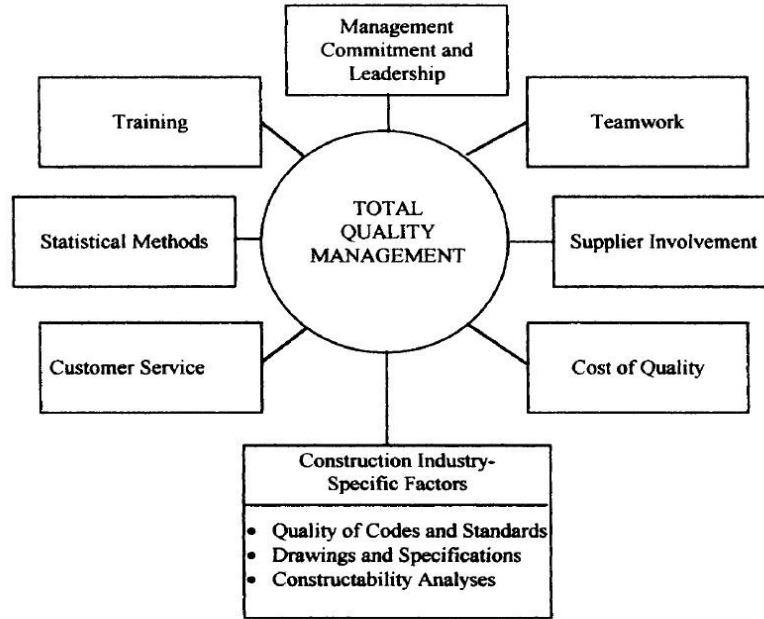 Management
Commitment and
Leadership
Training
Teamwork
TOTAL
QUALITY
MANAGEMENT
Statistical Methods
Supplier Involvement
Customer Service
Cost of Quality
Construction Industry-
Specific Factors
• Quality of Codes and Standards
• Drawings and Specifications
• Constructability Analyses